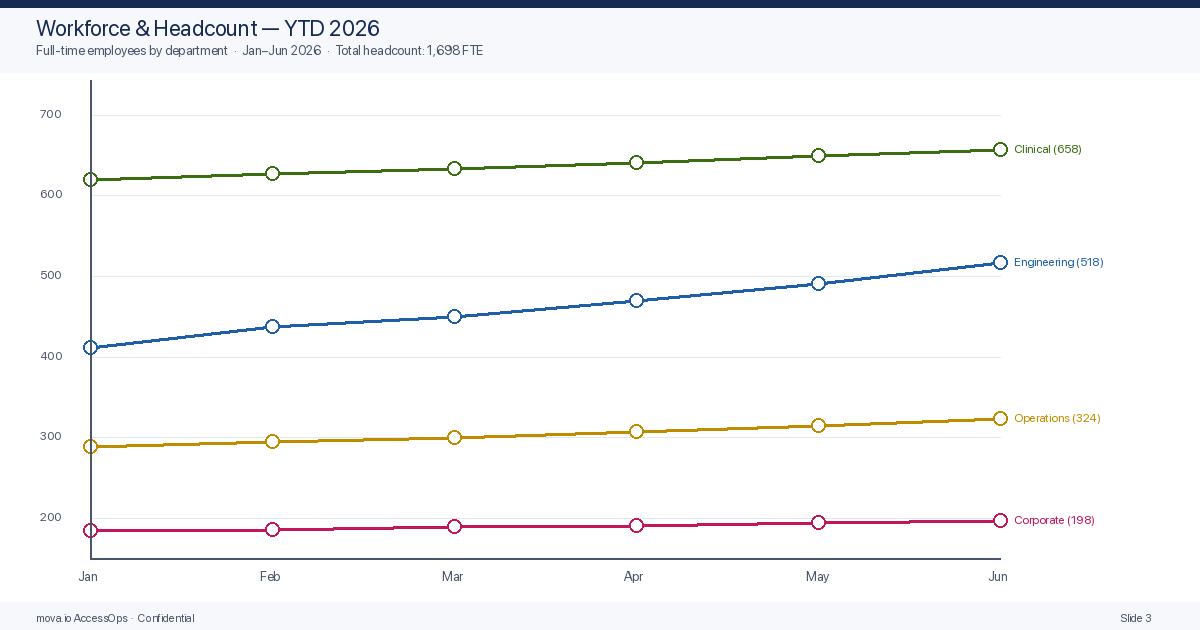 Workforce & Headcount — YTD 2026
Full-time employees by department · Jan–Jun 2026 · Total headcount: 1,698 FTE
700
600
500
400
300
200
Clinical (658)
Engineering (518)
Operations (324)
Corporate (198)
Jan Feb Mar Apr May Jun
mova.io AccessOps · Confidential
Slide 3